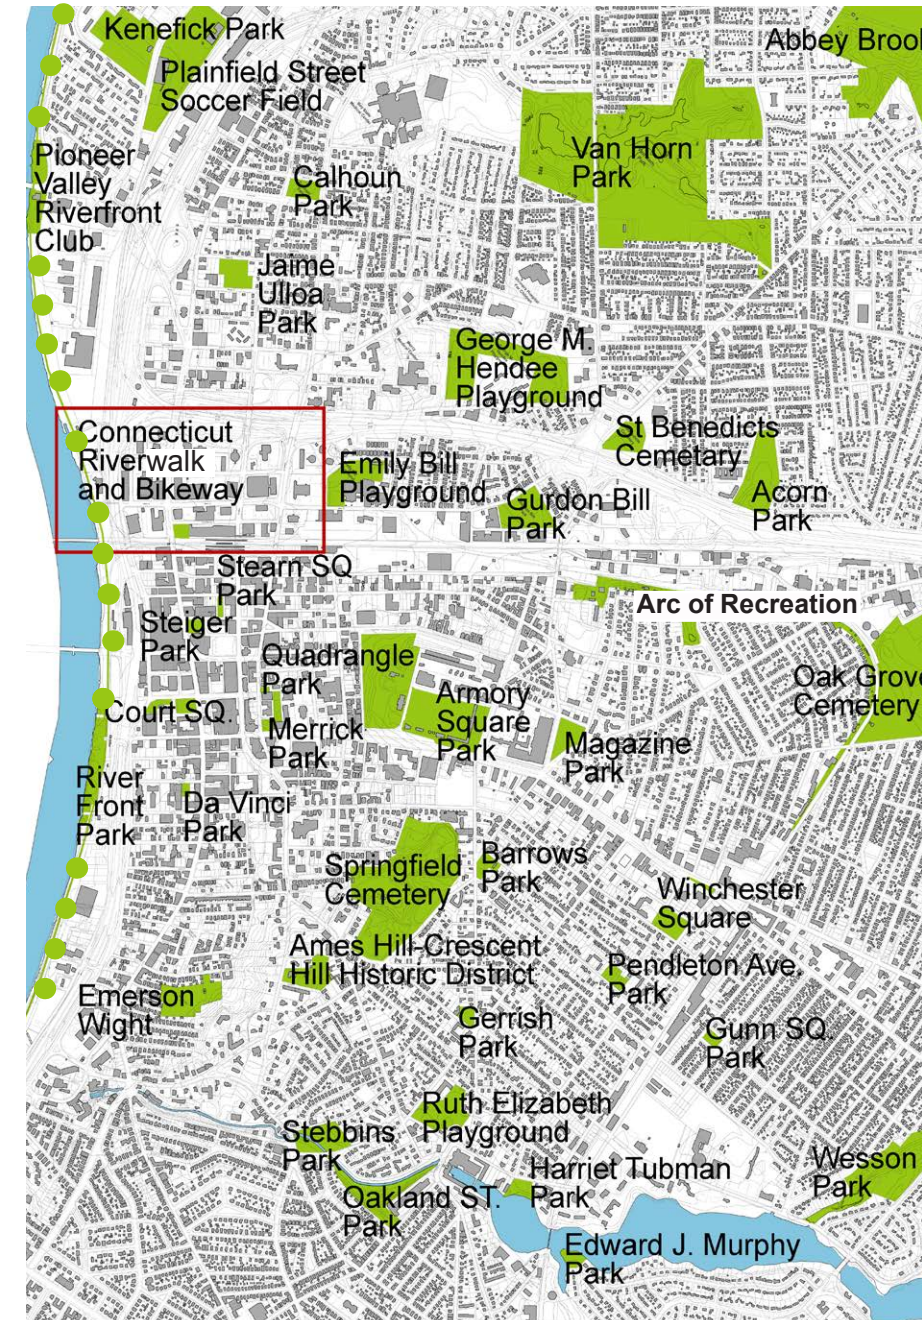 Kenefick Park
Abbey Brook
Plainfield Street
Soccer Field
Van Horn
Park
Pioneer
Valley
Riverfront
Club
Calhoun
Park
Jaime
Ulloa
Park
George M.
Hendee
Playground
Connecticut
Riverwalk
and Bikeway
St Benedicts
Cemetary
Emily Bill
Playground
Gurdon Bill
Park
Acorn
Park
Stearn SQ
Park
Arc of Recreation
Steiger
Park
Quadrangle
Park
Oak Grove
Cemetery
Armory
Square
Park
Court SQ.
Merrick
Park
Magazine
Park
River
Front
Park
Da Vinci
Park
Springfield
Cemetery
Barrows
Park
Winchester
Square
Ames Hill-Crescent
Hill Historic District
Pendleton Ave.
Park
Emerson
Wight
Gerrish
Park
Gunn SQ
Park
Ruth Elizabeth
Playground
Stebbins
Park
Harriet Tubman
Park
Wesson
Park
Oakland ST.
Park
Edward J. Murphy
Park